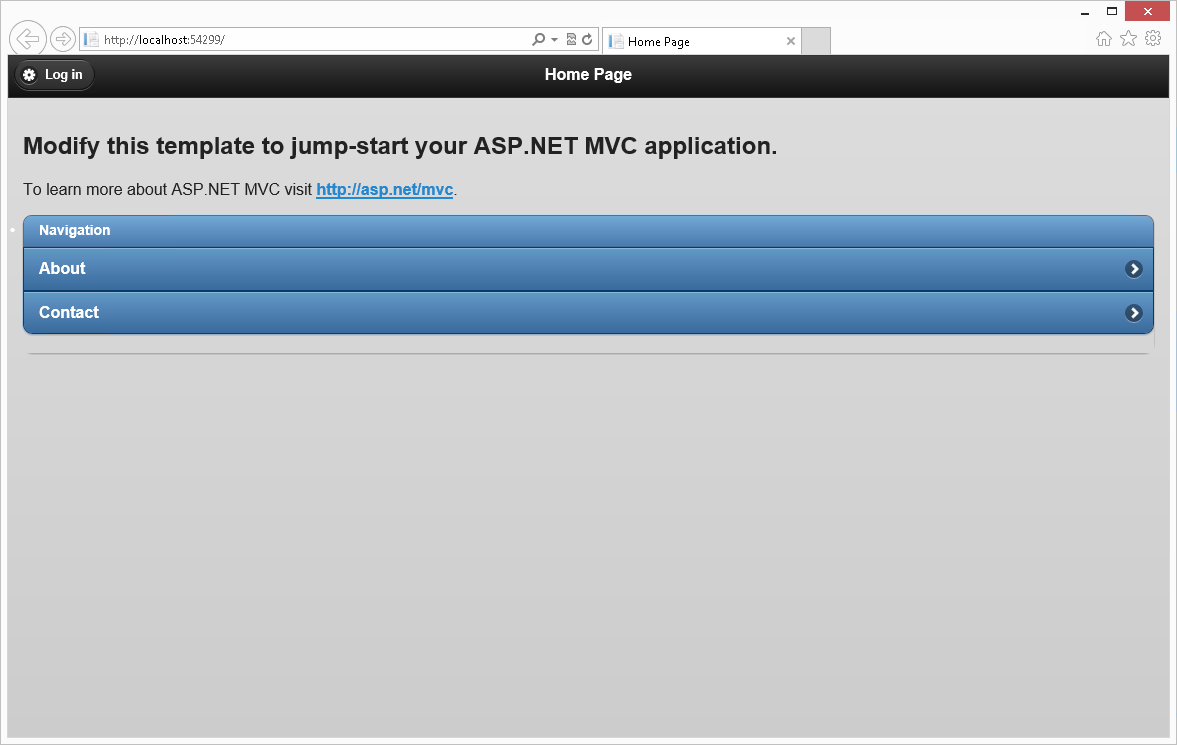 http://localhost:54299/
Home Page
Log in
Home Page
Modify this template to jump-start your ASP.NET MVC application.
To learn more about ASP.NET MVC visit http://asp.net/mvc.
Navigation
About
Contact